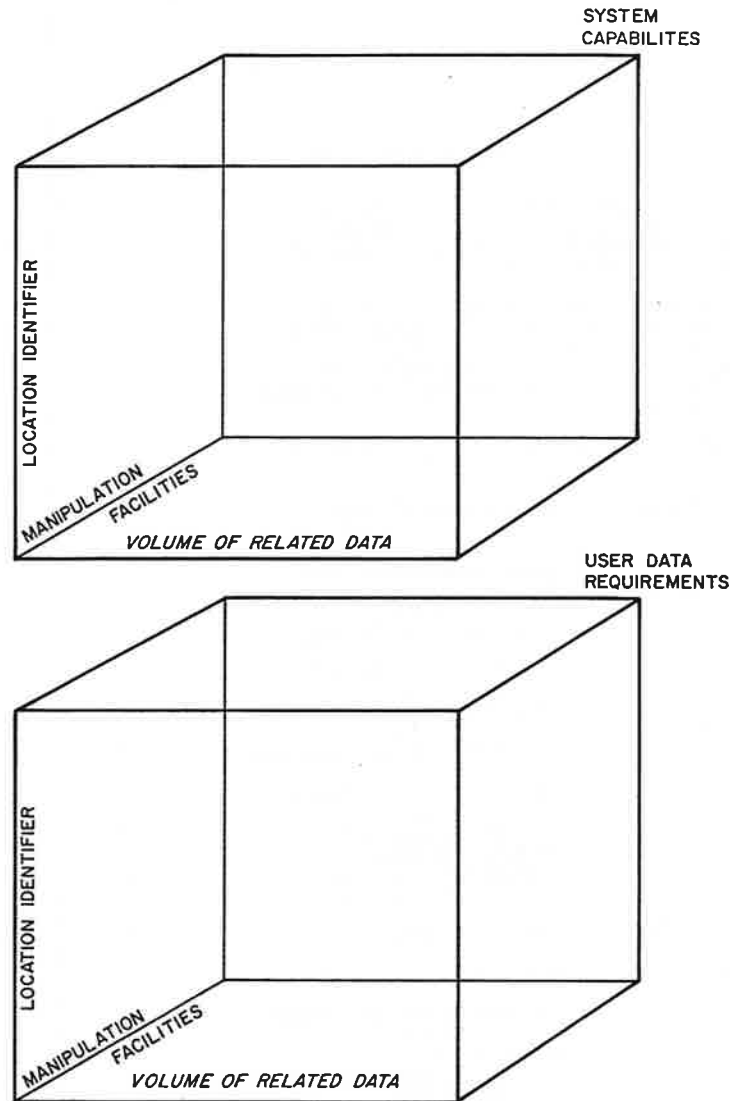 SYSTEM
CAPABILITES
LOCATION IDENTIFIER
MANIPULATION
FACILITIES
VOLUME OF RELATED DATA
USER DATA
REQUIREMENTS
LOCATION IDENTIFIER
MANIPULATION
FACILITIES
VOLUME OF RELATED DATA